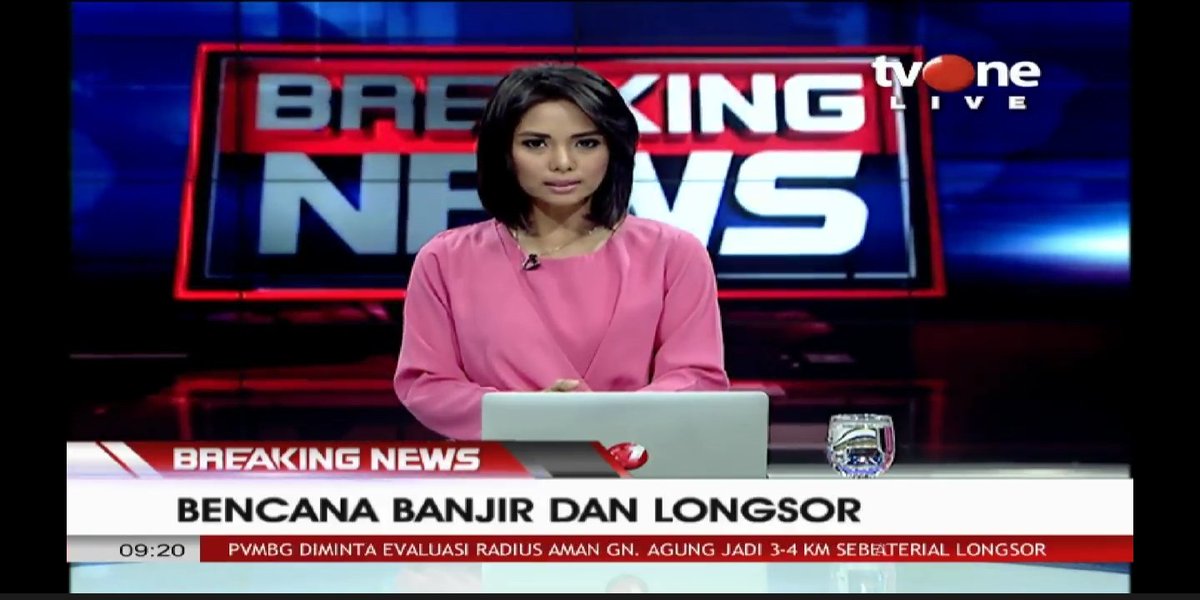 tvOne
LIVE
BREAKING
NEWS
BREAKING NEWS
BENCANA BANJIR DAN LONGSOR
09:20
PVMBG DIMINTA EVALUASI RADIUS AMAN GN. AGUNG JADI 3-4 KM LONGSOR